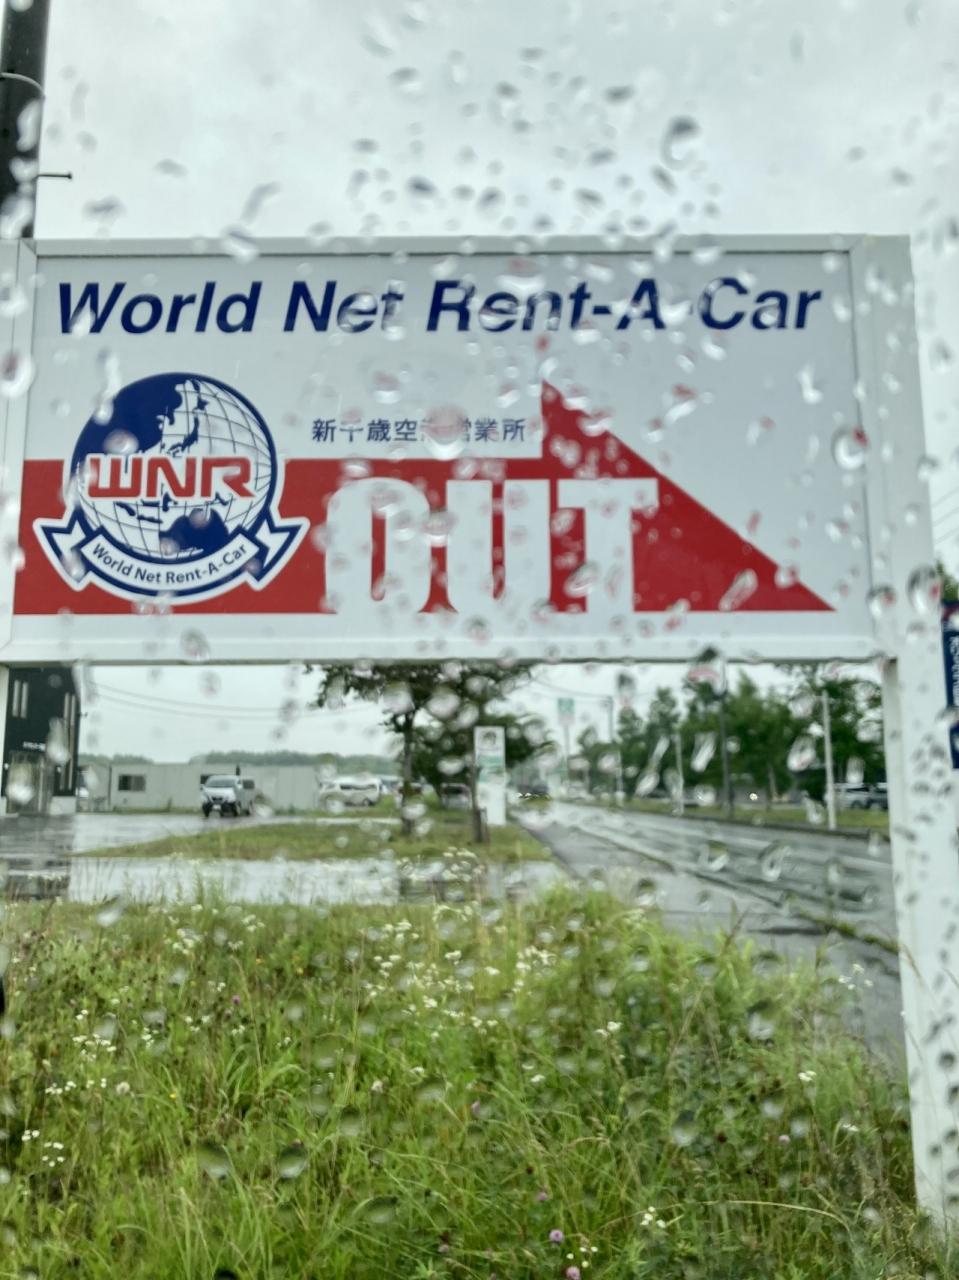 World Net Rent-A-Car
新千歳空港営業所
WNR
World Net Rent-A-Car
OUT